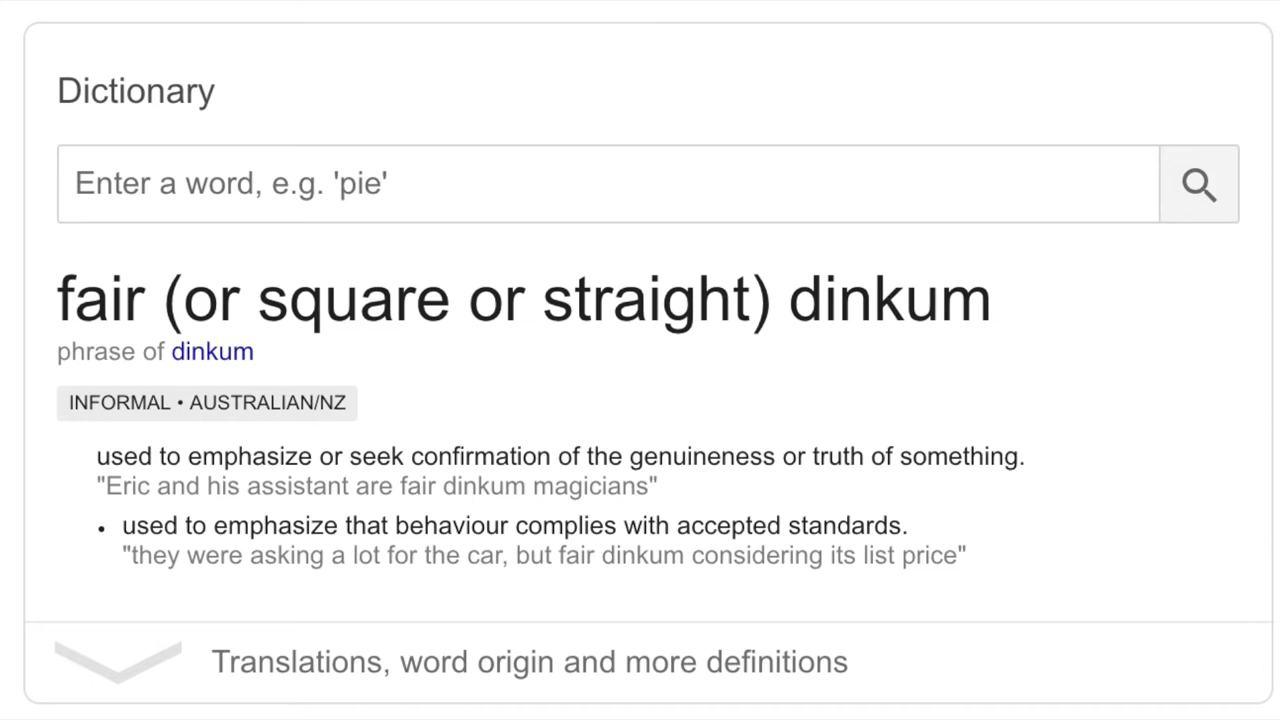 Dictionary
Enter a word, e.g. 'pie'
fair (or square or straight) dinkum
phrase of dinkum
INFORMAL • AUSTRALIAN/NZ
used to emphasize or seek confirmation of the genuineness or truth of something.
"Eric and his assistant are fair dinkum magicians"
• used to emphasize that behaviour complies with accepted standards.
"they were asking a lot for the car, but fair dinkum considering its list price"
Translations, word origin and more definitions